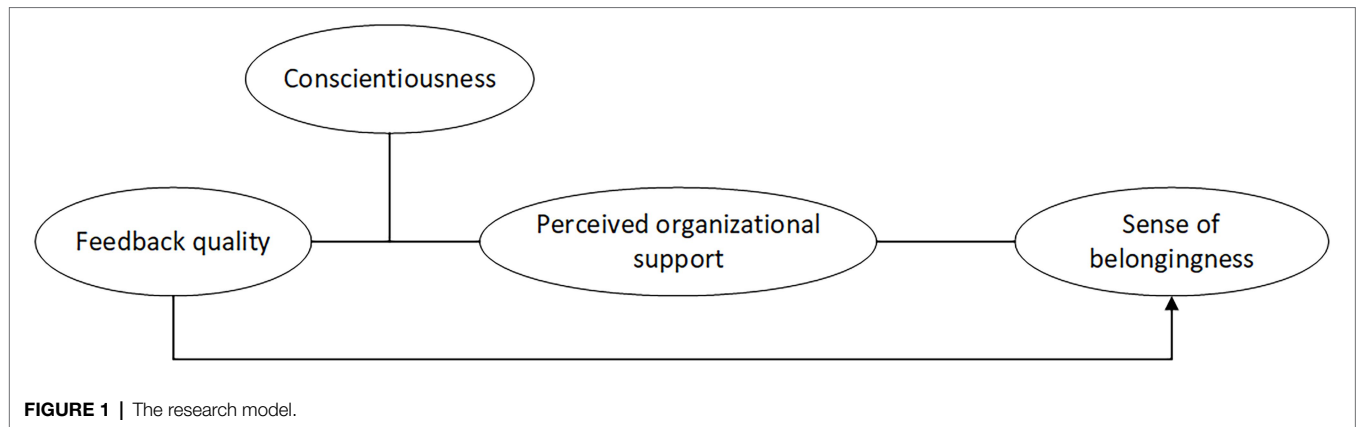 Conscientiousness
Feedback quality
Perceived organizational
support
Sense of
belongingness
FIGURE 1 | The research model.